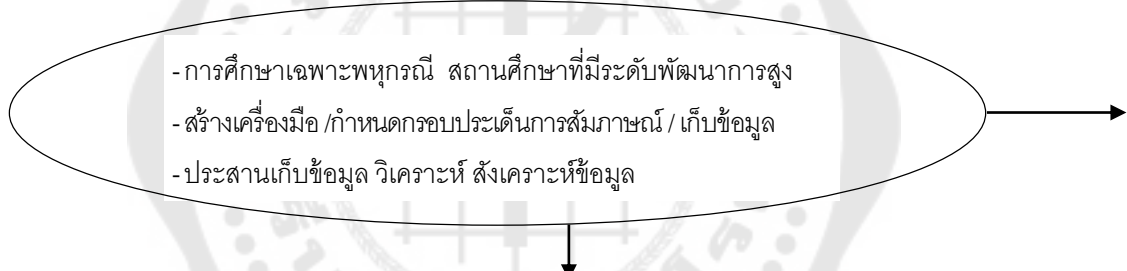 - การศึกษาเฉพาะพหุกรณี สถานศึกษาที่มีระดับพัฒนาการสูง
- สร้างเครื่องมือ /กำหนดกรอบประเด็นการสัมภาษณ์ / เก็บข้อมูล
- ประสานเก็บข้อมูล วิเคราะห์ สังเคราะห์ข้อมูล